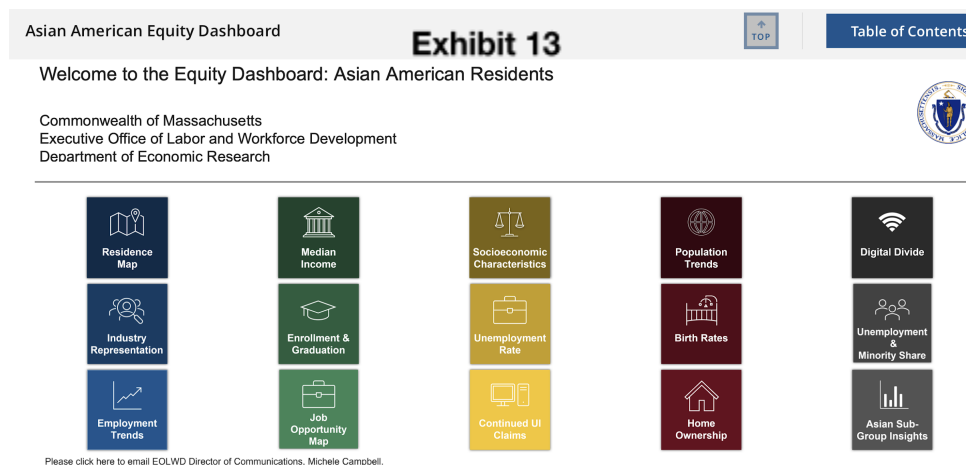 Asian American Equity Dashboard
Exhibit 13
TOP
Table of Contents
Welcome to the Equity Dashboard: Asian American Residents
Commonwealth of Massachusetts
Executive Office of Labor and Workforce Development
Department of Economic Research
Residence
Map
Median
Income
Socioeconomic
Characteristics
Population
Trends
Digital Divide
Industry
Representation
Enrollment &
Graduation
Unemployment
Rate
Birth Rates
Unemployment
&
Minority Share
Employment
Trends
Job
Opportunity
Map
Continued UI
Claims
Home
Ownership
Asian Sub-
Group Insights
Please click here to email EOLWD Director of Communications, Michele Campbell.